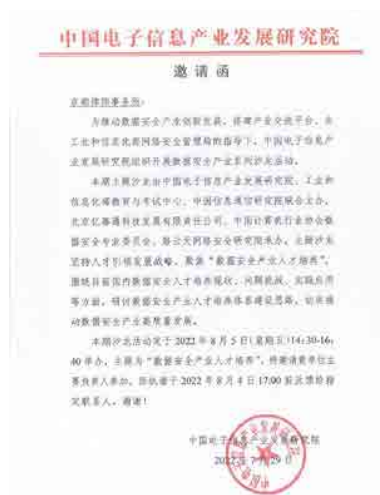 中国电子信息产业发展研究院
邀请函
京都律师事务所:
为推动数据安全产业创新发展，搭建产业交流平台，在
工业和信息化部网络安全管理局的指导下，中国电子信息产
业发展研究院组织开展数据安全产业系列沙龙活动。
本期主题沙龙由中国电子信息产业发展研究院、工业和
信息化部教育与考试中心、中国信息通信研究院联合主办，
北京亿赛通科技发展有限责任公司、中国计算机行业协会数
据安全专业委员会、路云天网络安全研究院承办。主题沙龙
坚持人才引领发展战略，聚焦“数据安全产业人才培养”，
围绕目前国内数据安全人才培养现状、问题挑战、实践应用
等方面，研讨数据安全产业人才培养体系建设思路，切实推
动数据安全产业高质量发展。
本期沙龙活动定于2022年8月5日(星期五)14:30-16:
40举办，主题为“数据安全产业人才培养”，特邀请贵单位主
要负责人参加，回执请于2022年8月4日17:00前反馈给指
定联系人。谢谢！
中国电子信息产业发展研究院
2022年7月29日